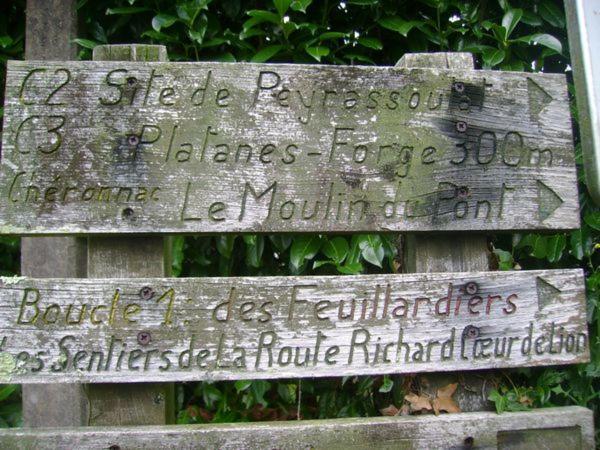 C2 Site de Peyrassoulat
C3 Platanes-Forge 300m
Chéronnac Le Moulin du Pont
Boucle 1: des Feuillardiers
Les Sentiers de La Route Richard Cœur de Lion